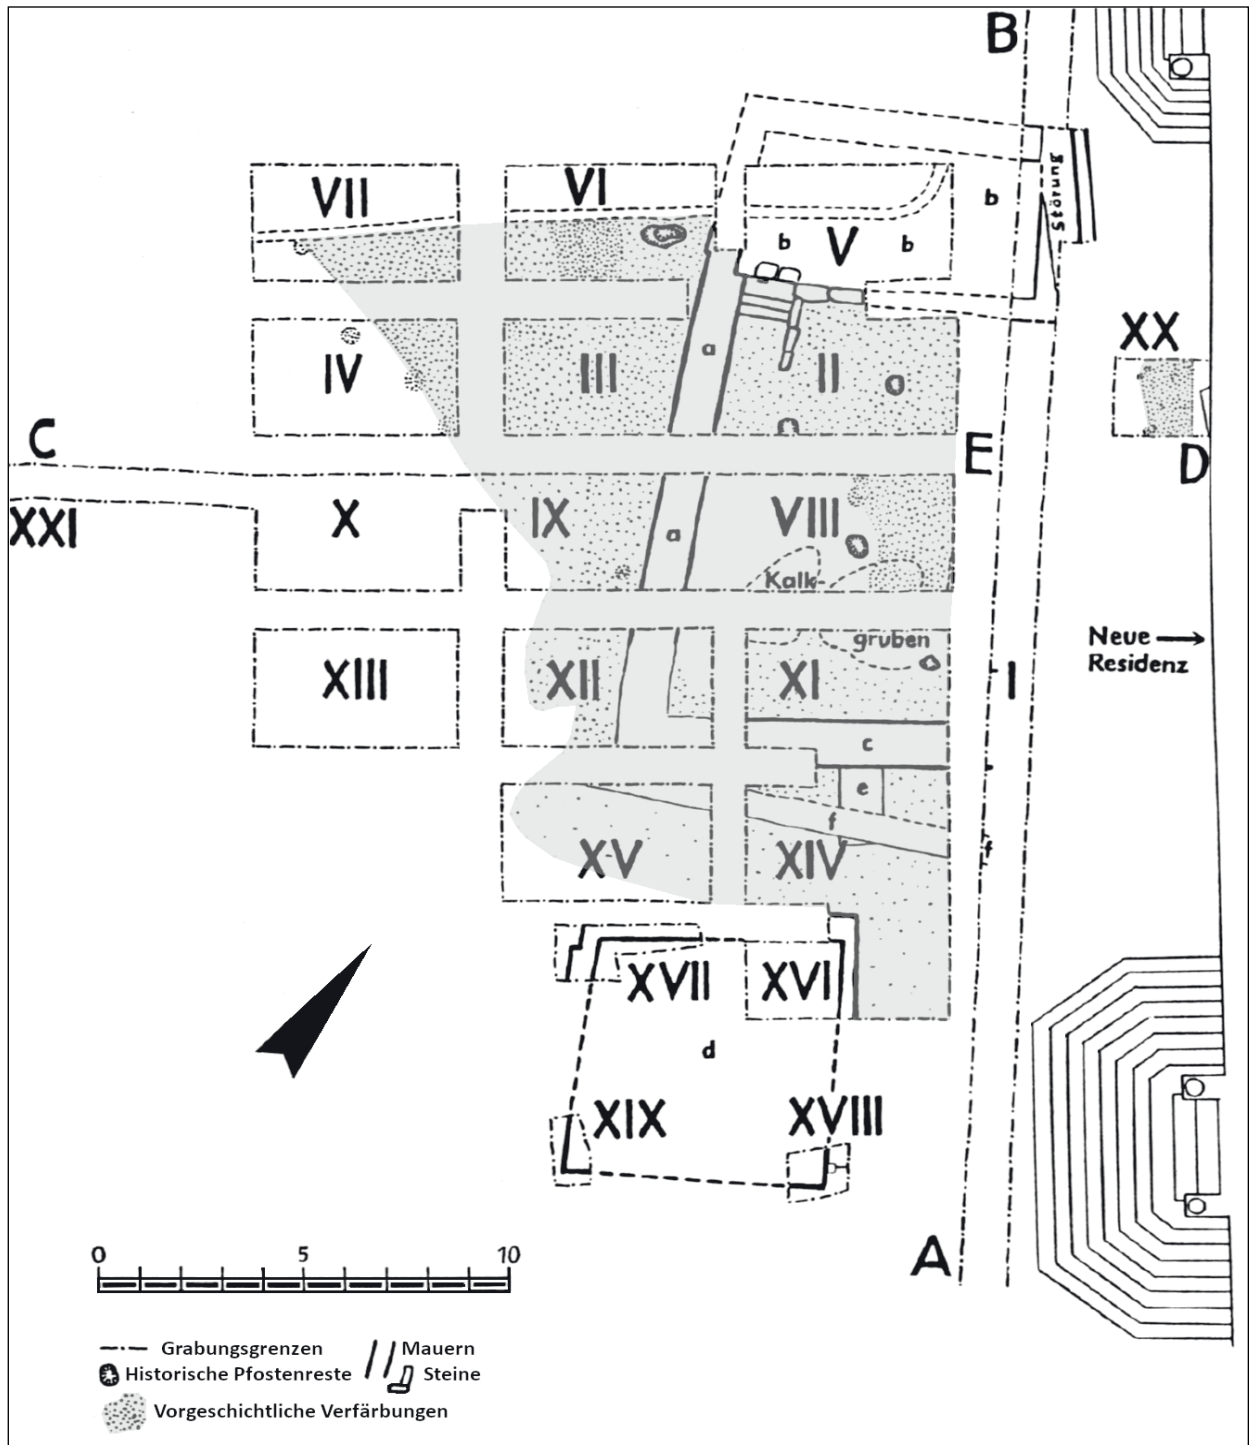 B
VII
VI
b
Störung
b
V
b
XX
IV
III
a
II
C
E
D
XXI
X
IX
a
VIII
Kalk-
gruben
Neue
Residenz
XIII
XII
XI
I
c
e
f
f
XV
XIV
XVII
XVI
d
XIX
XVIII
A
0 5 10
Grabungsgrenzen
Mauern
Historische Pfostenreste
Steine
Vorgeschichtliche Verfärbungen